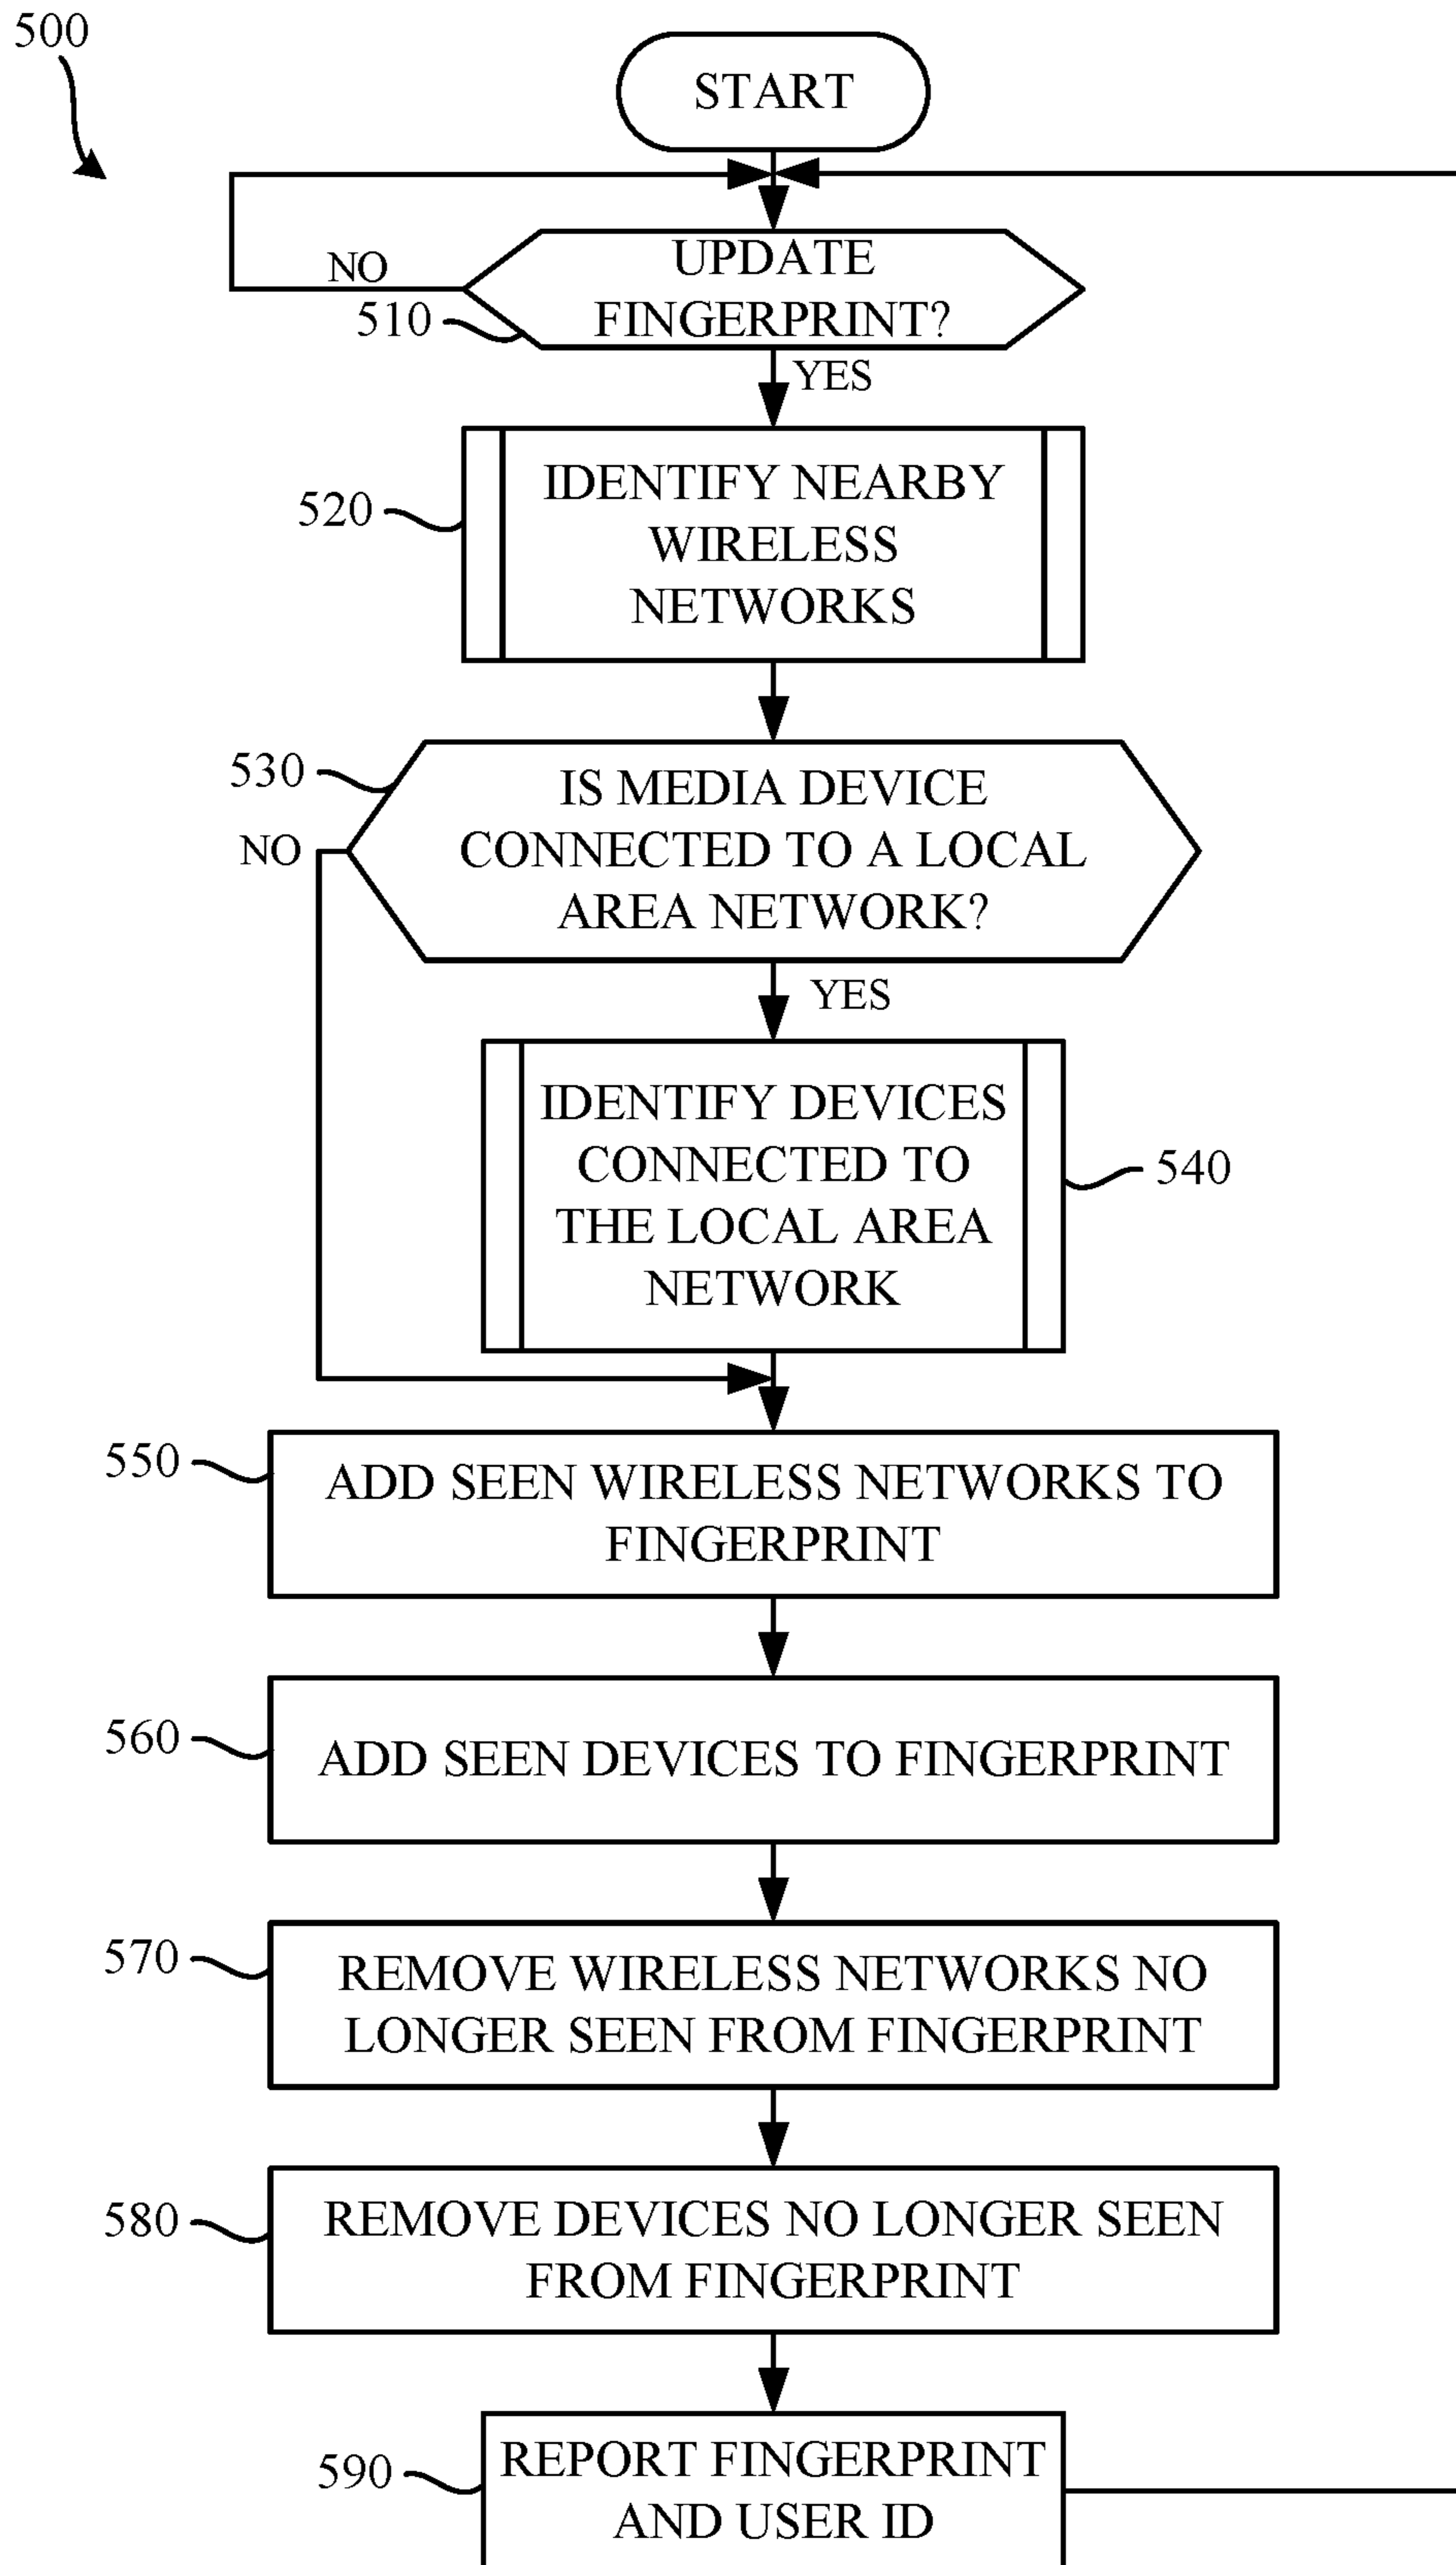 500
START
NO
UPDATE
FINGERPRINT?
510
YES
IDENTIFY NEARBY
WIRELESS
NETWORKS
520
530
IS MEDIA DEVICE
CONNECTED TO A LOCAL
AREA NETWORK?
NO
YES
IDENTIFY DEVICES
CONNECTED TO
THE LOCAL AREA
NETWORK
540
550
ADD SEEN WIRELESS NETWORKS TO
FINGERPRINT
560
ADD SEEN DEVICES TO FINGERPRINT
570
REMOVE WIRELESS NETWORKS NO
LONGER SEEN FROM FINGERPRINT
580
REMOVE DEVICES NO LONGER SEEN
FROM FINGERPRINT
590
REPORT FINGERPRINT
AND USER ID